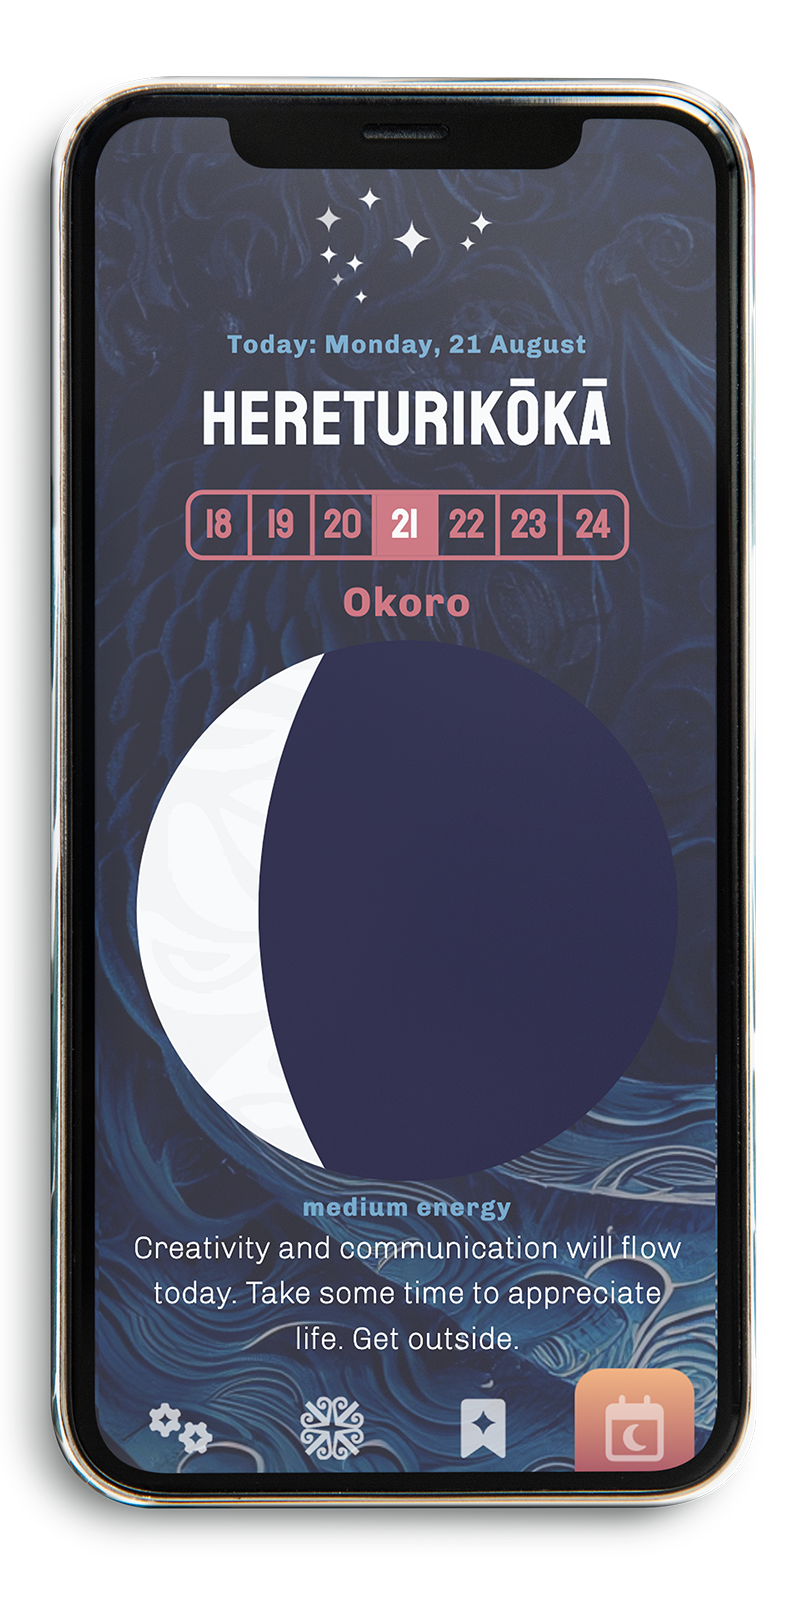 Today: Monday, 21 August
HERETURIKŌKĀ
18 19 20 21 22 23 24
Okoro
medium energy
Creativity and communication will flow
today. Take some time to appreciate
life. Get outside.